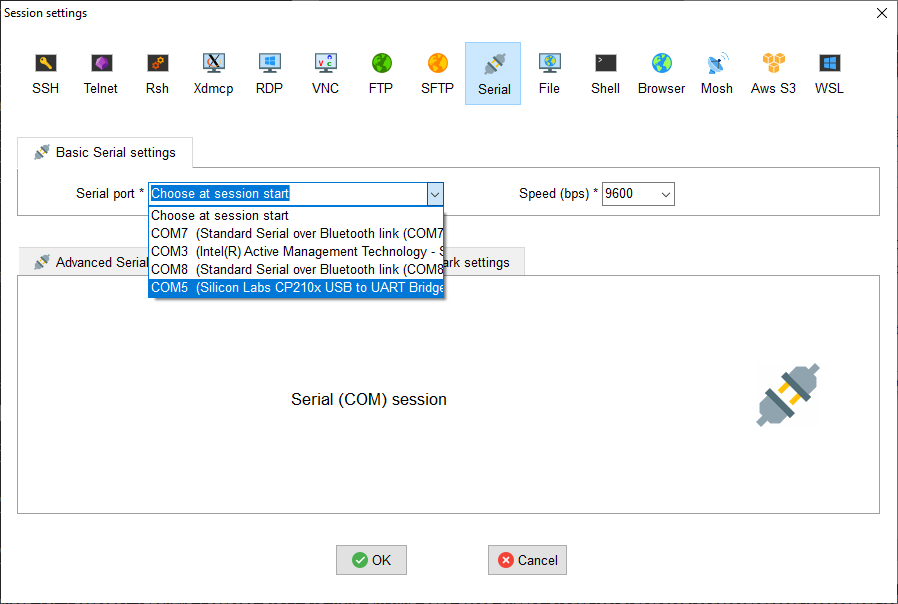 Session settings
SSH Telnet Rsh Xdmcp RDP VNC FTP SFTP Serial File Shell Browser Mosh Aws S3 WSL
Basic Serial settings
Serial port * Choose at session start Speed (bps) * 9600
Choose at session start
COM7 (Standard Serial over Bluetooth link (COM7
COM3 (Intel(R) Active Management Technology - S
COM8 (Standard Serial over Bluetooth link (COM8
COM5 (Silicon Labs CP210x USB to UART Bridge
Advanced Serial settings
Serial (COM) session
OK Cancel